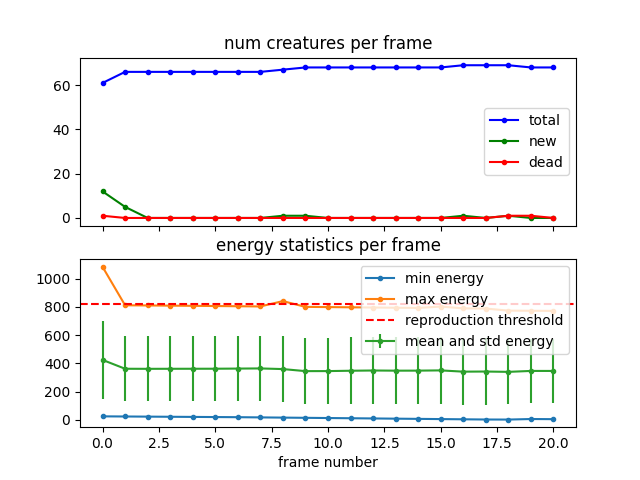 num creatures per frame
60
40
20
0
total
new
dead
energy statistics per frame
1000
800
600
400
200
0
min energy
max energy
reproduction threshold
mean and std energy
0.0 2.5 5.0 7.5 10.0 12.5 15.0 17.5 20.0
frame number